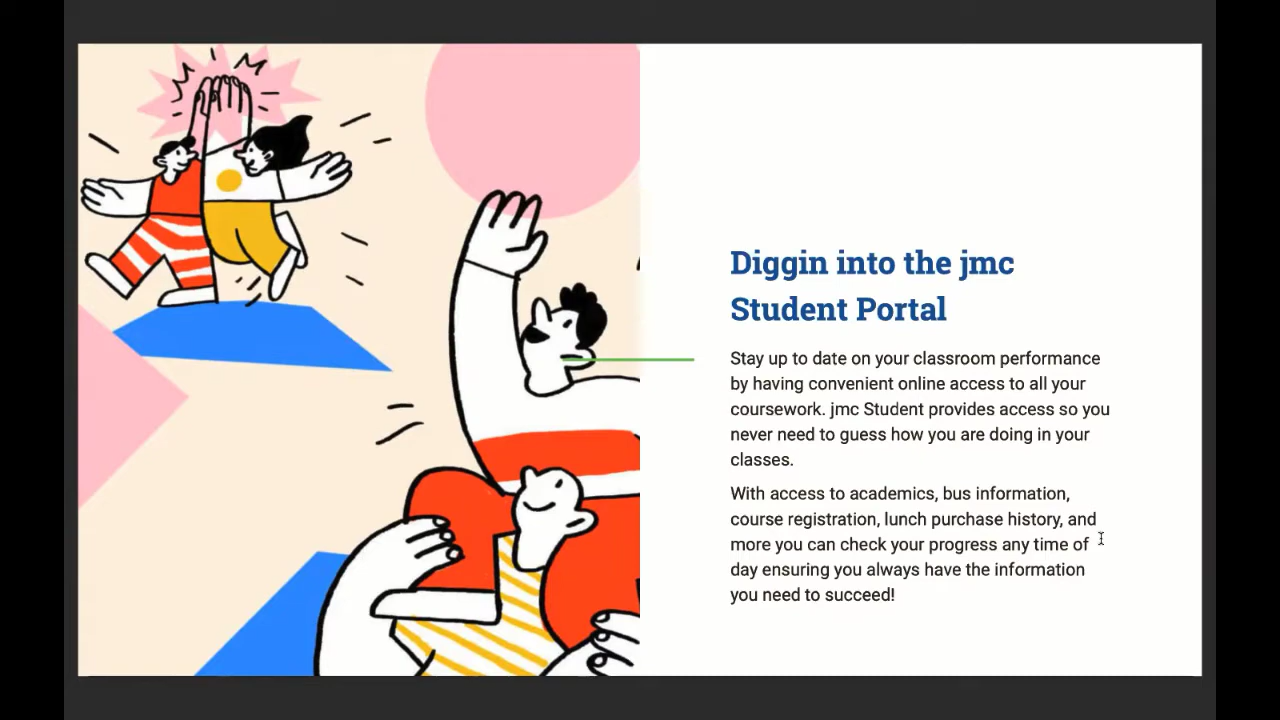 Diggin into the jmc
Student Portal
Stay up to date on your classroom performance
by having convenient online access to all your
coursework. jmc Student provides access so you
never need to guess how you are doing in your
classes.
With access to academics, bus information,
course registration, lunch purchase history, and
more you can check your progress any time of
day ensuring you always have the information
you need to succeed!